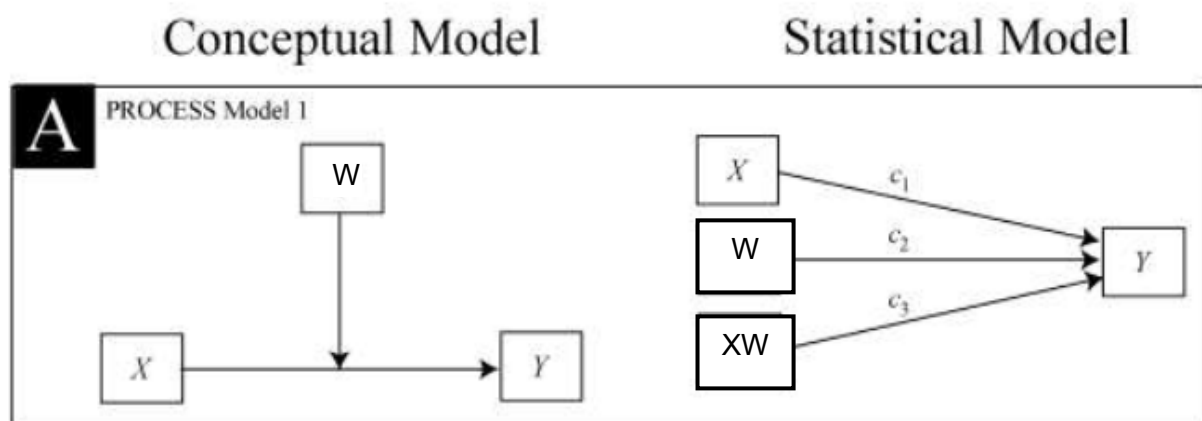 Conceptual Model
Statistical Model
A
PROCESS Model 1
W
X
Y
X
W
XW
c₁
c₂
c₃
Y